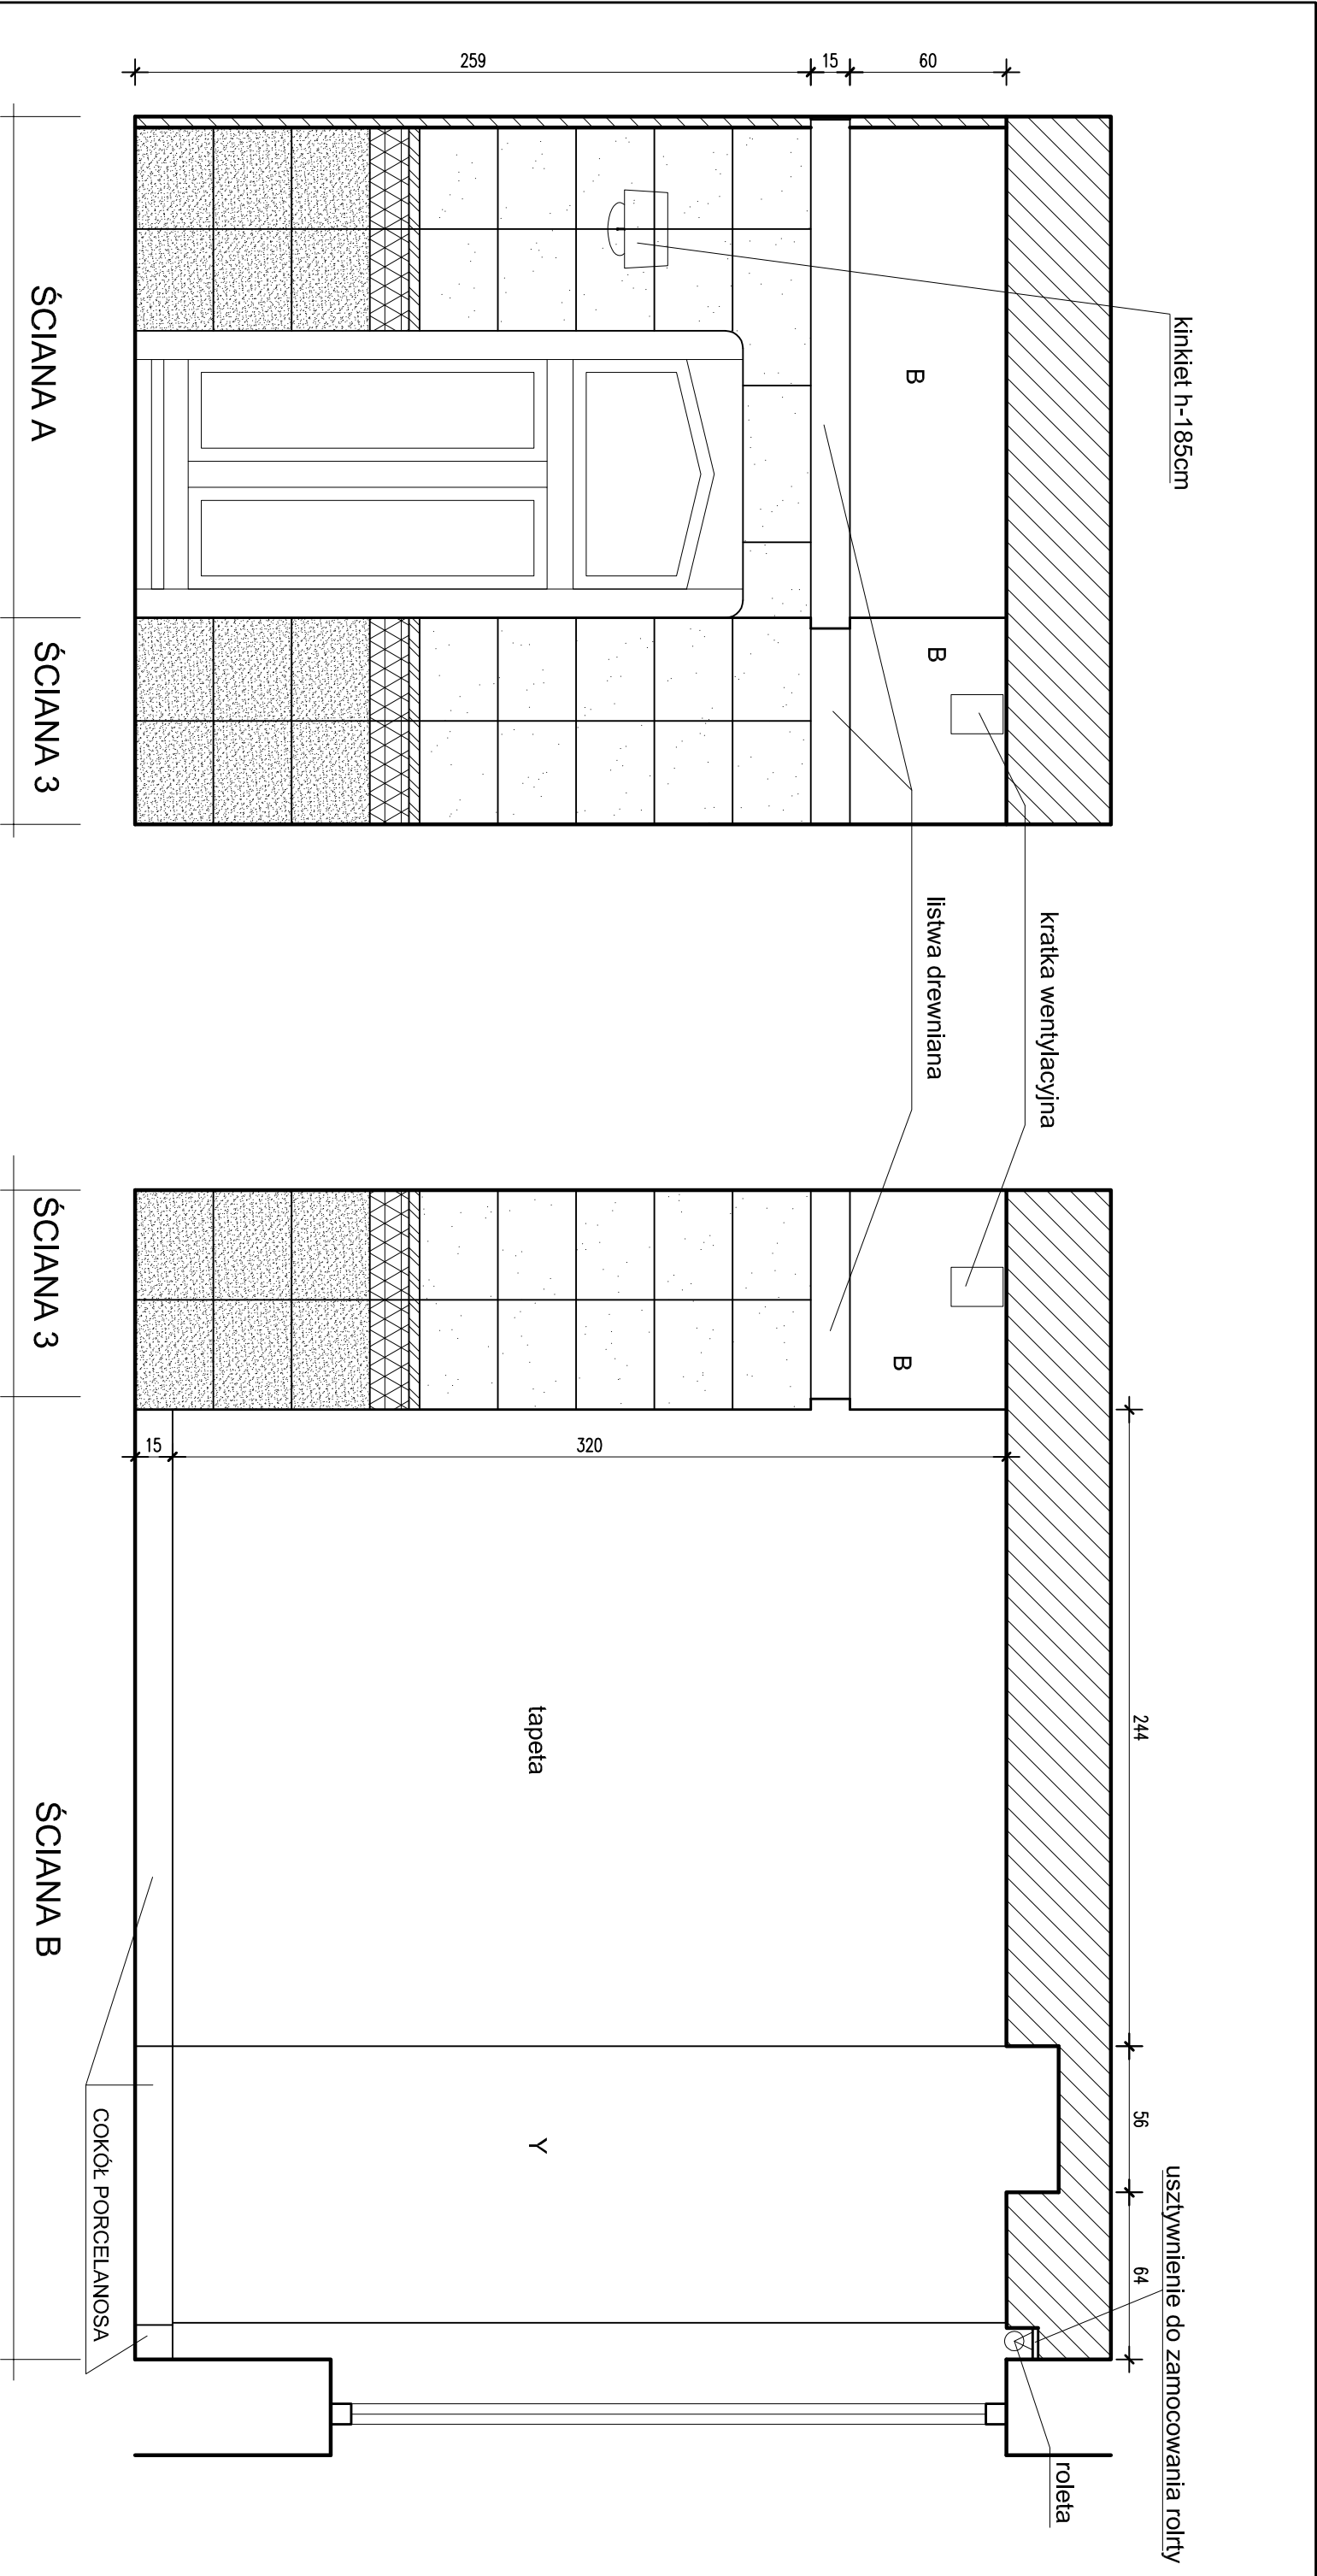 kinkiet h-185cm
usztywnienie do zamocowania rolrty
244
56
64
roleta
kratka wentylacyjna
listwa drewniana
60
15
259
B
B
B
320
15
tapeta
Y
COKÓŁ PORCELANOSA
ŚCIANA A
ŚCIANA 3
ŚCIANA 3
ŚCIANA B